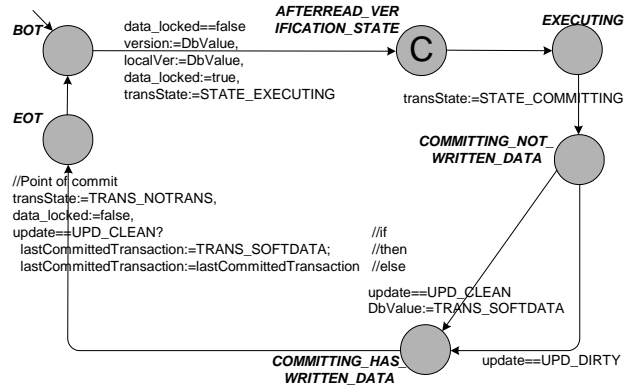 BOT
data_locked==false
version:=DbValue,
localVer:=DbValue,
data_locked:=true,
transState:=STATE_EXECUTING
AFTERREAD_VER
IFICATION_STATE
C
EXECUTING
transState:=STATE_COMMITTING
EOT
COMMITTING_NOT_
WRITTEN_DATA
//Point of commit
transState:=TRANS_NOTRANS,
data_locked:=false,
update==UPD_CLEAN? //if
lastCommittedTransaction:=TRANS_SOFTDATA; //then
lastCommittedTransaction:=lastCommittedTransaction //else
update==UPD_CLEAN
DbValue:=TRANS_SOFTDATA
COMMITTING_HAS_
WRITTEN_DATA
update==UPD_DIRTY